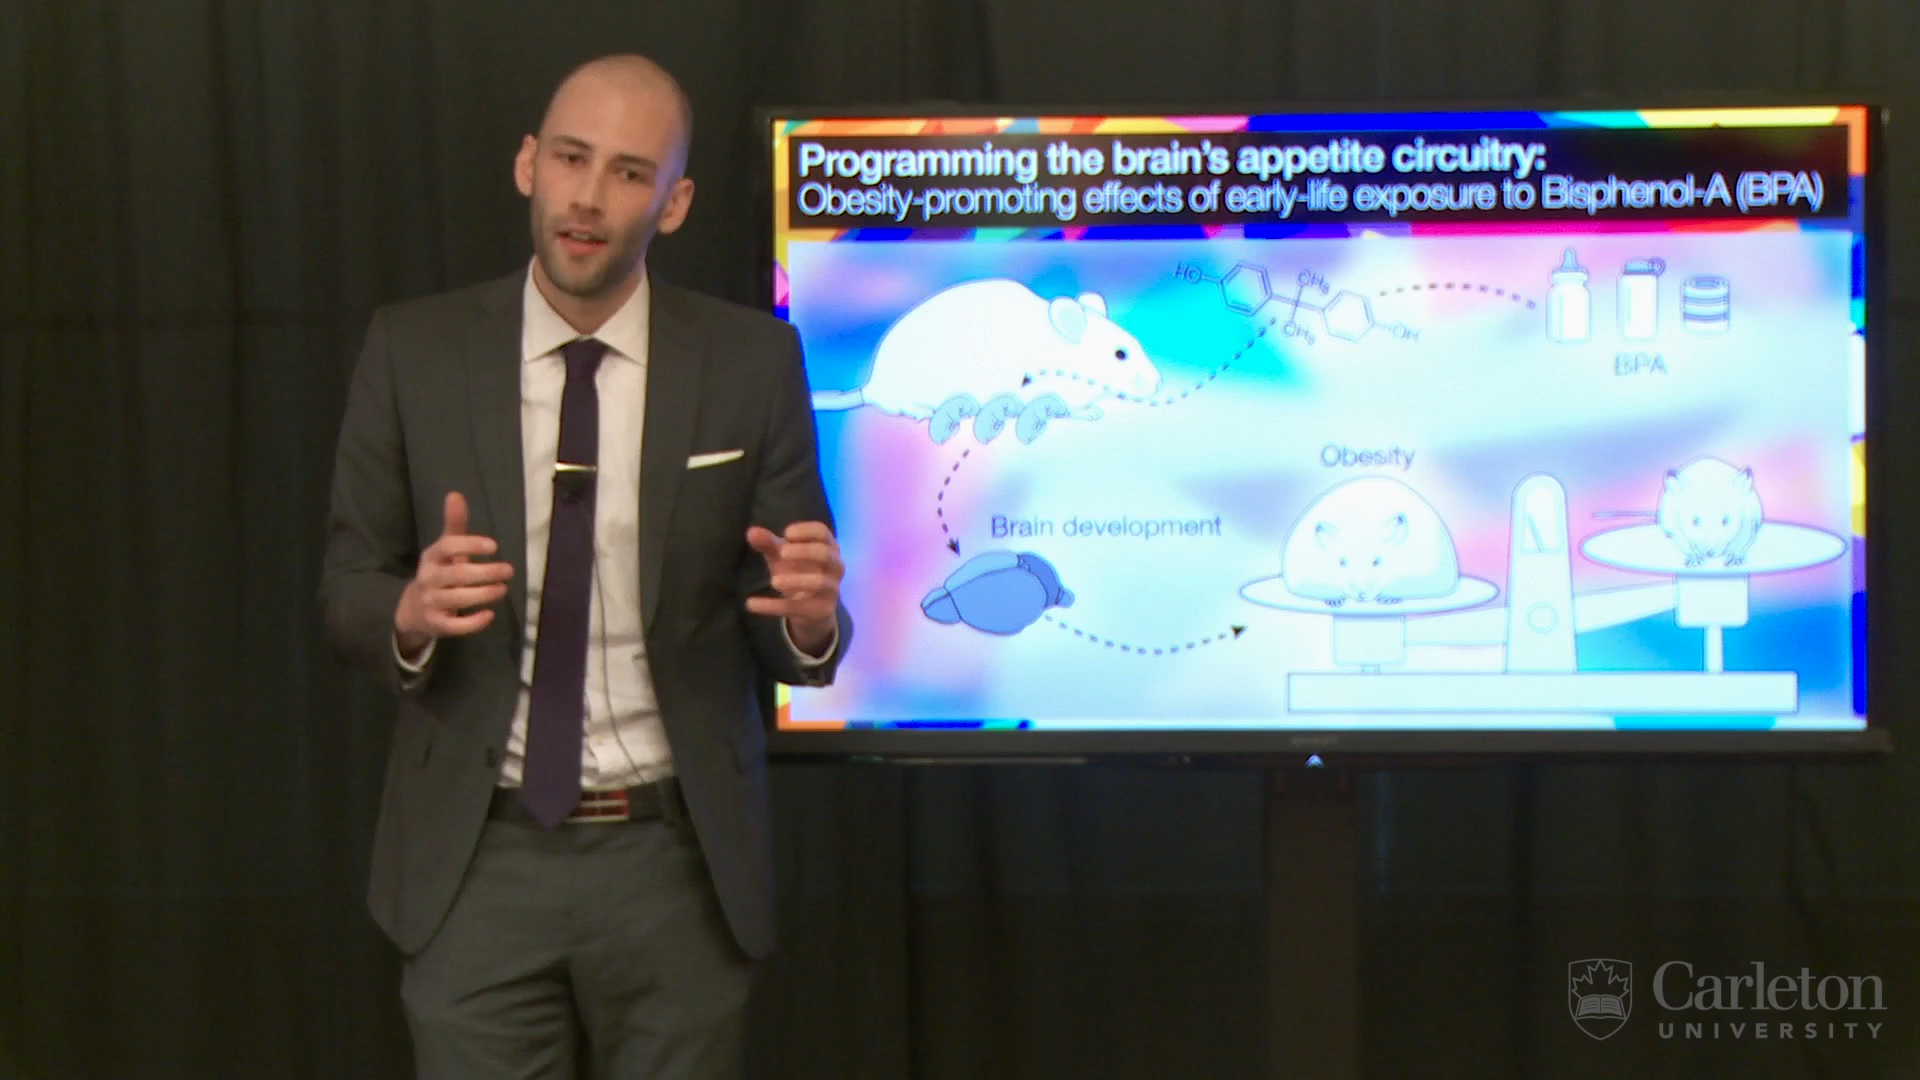 Programming the brain's appetite circuitry:
Obesity-promoting effects of early-life exposure to Bisphenol-A (BPA)
HO
CH₃
CH₃
OH
BPA
Obesity
Brain development
Carleton
UNIVERSITY